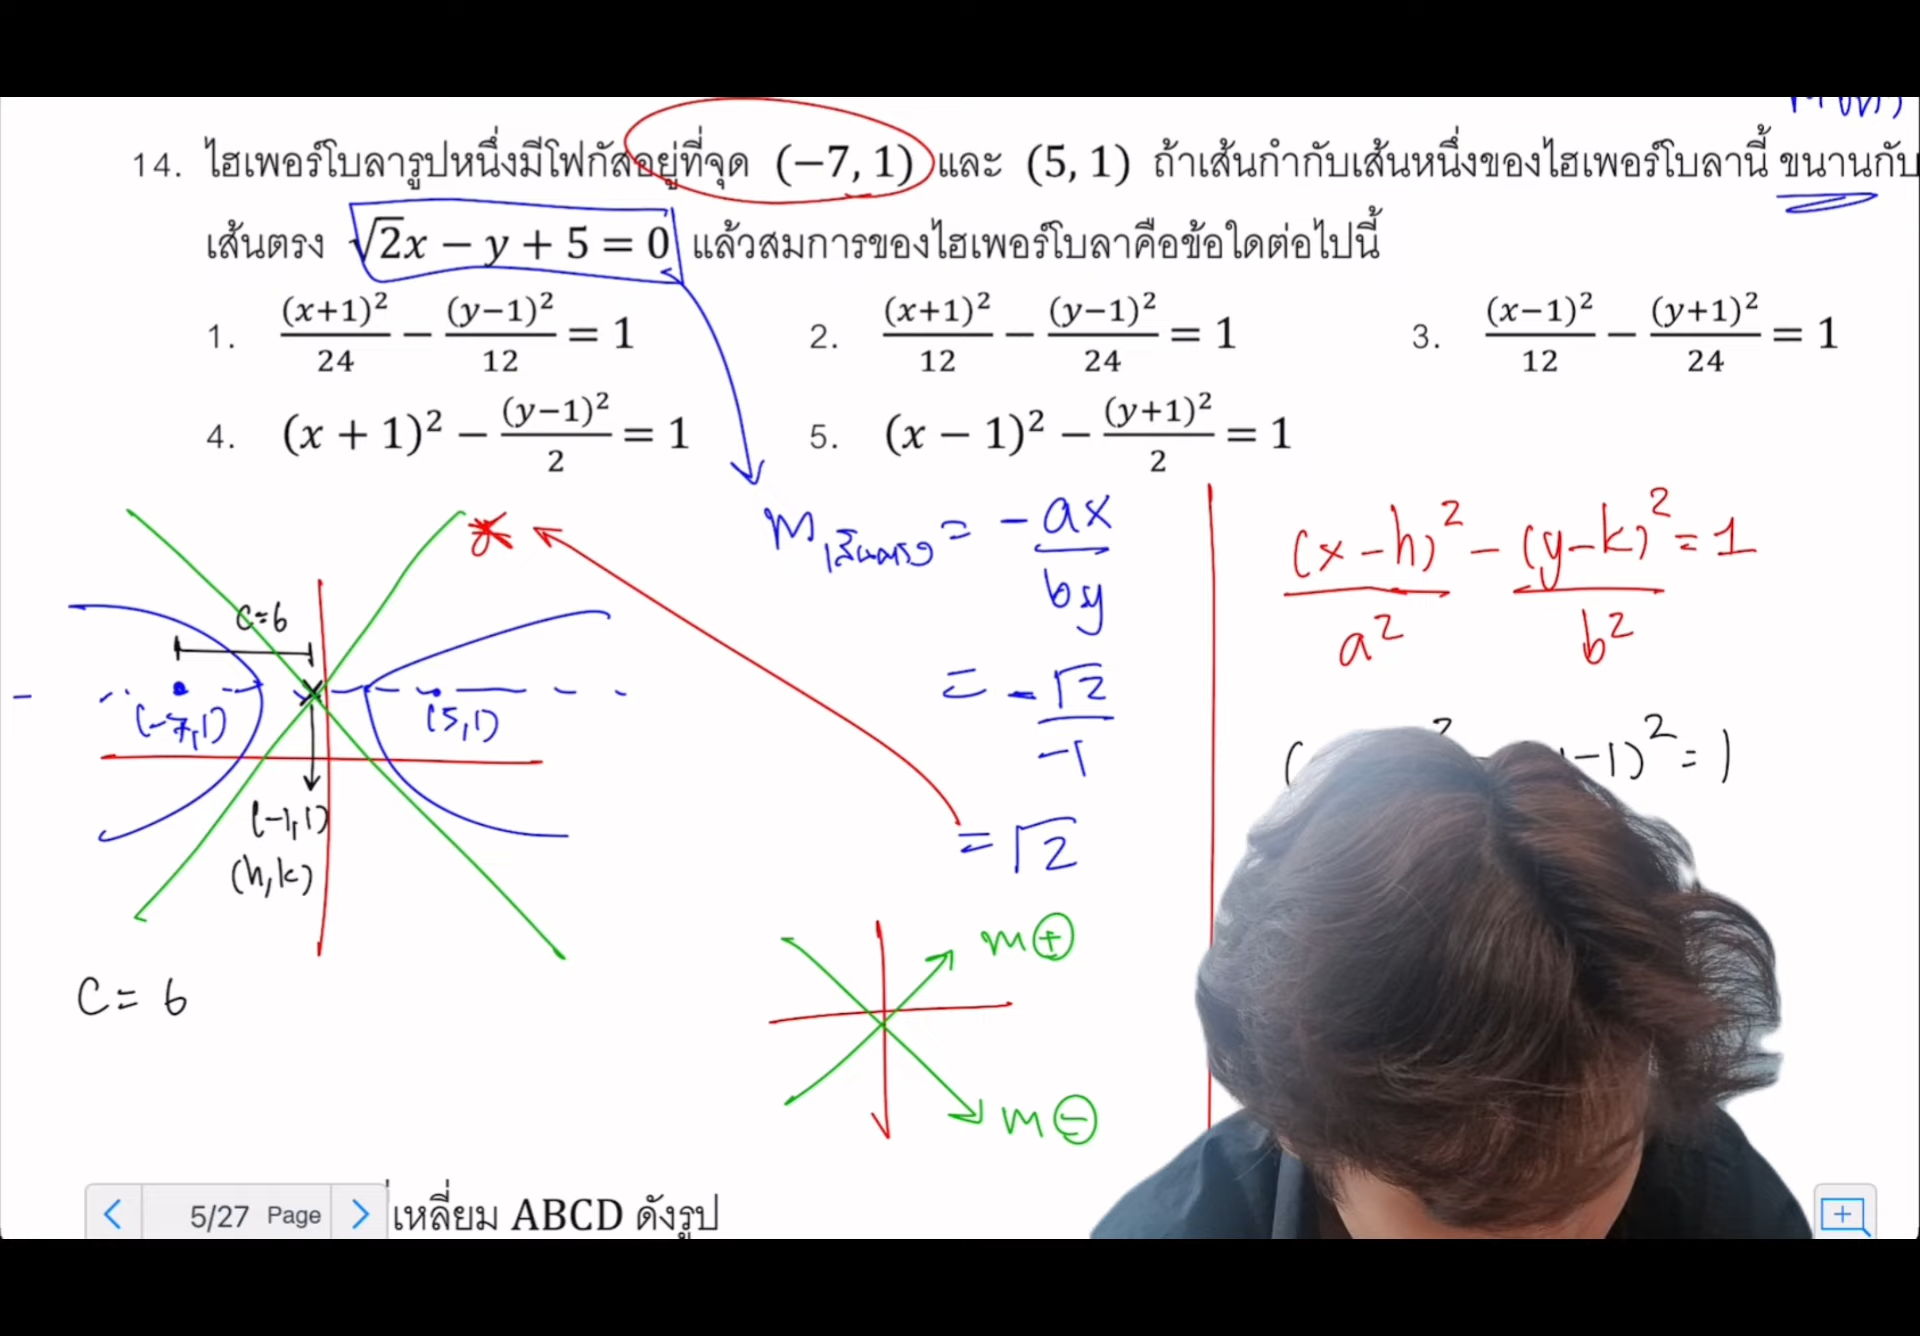 14. ไฮเพอร์โบลารูปหนึ่งมีโฟกัสอยู่ที่จุด (−7, 1) และ (5, 1) ถ้าเส้นกำกับเส้นหนึ่งของไฮเพอร์โบลานี้ ขนานกับ
เส้นตรง √2x − y + 5 = 0 แล้วสมการของไฮเพอร์โบลาคือข้อใดต่อไปนี้
1. (x+1)²/24 − (y−1)²/12 = 1 2. (x+1)²/12 − (y−1)²/24 = 1 3. (x−1)²/12 − (y+1)²/24 = 1
4. (x + 1)² − (y−1)²/2 = 1 5. (x − 1)² − (y+1)²/2 = 1
m เส้นตรง = -ax/by
= -√2/-1
= √2
(x-h)²/a² - (y-k)²/b² = 1
-1)² = 1
C=6
(-7,1)
(5,1)
(-1,1)
(h,k)
C = 6
m ⊕
m ⊖
5/27 Page
เหลี่ยม ABCD ดังรูป